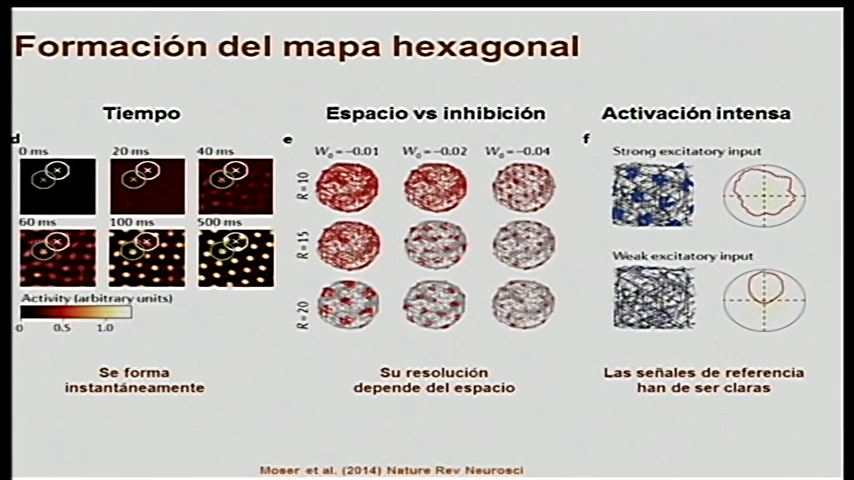 Formación del mapa hexagonal
Tiempo
Espacio vs inhibición
Activación intensa
d
0 ms
20 ms
40 ms
60 ms
100 ms
500 ms
Activity (arbitrary units)
0
0.5
1.0
Se forma
instantáneamente
e
W₀=−0.01
W₀=−0.02
W₀=−0.04
R=10
R=15
R=20
Su resolución
depende del espacio
f
Strong excitatory input
Weak excitatory input
Las señales de referencia
han de ser claras
Moser et al. (2014) Nature Rev Neurosci